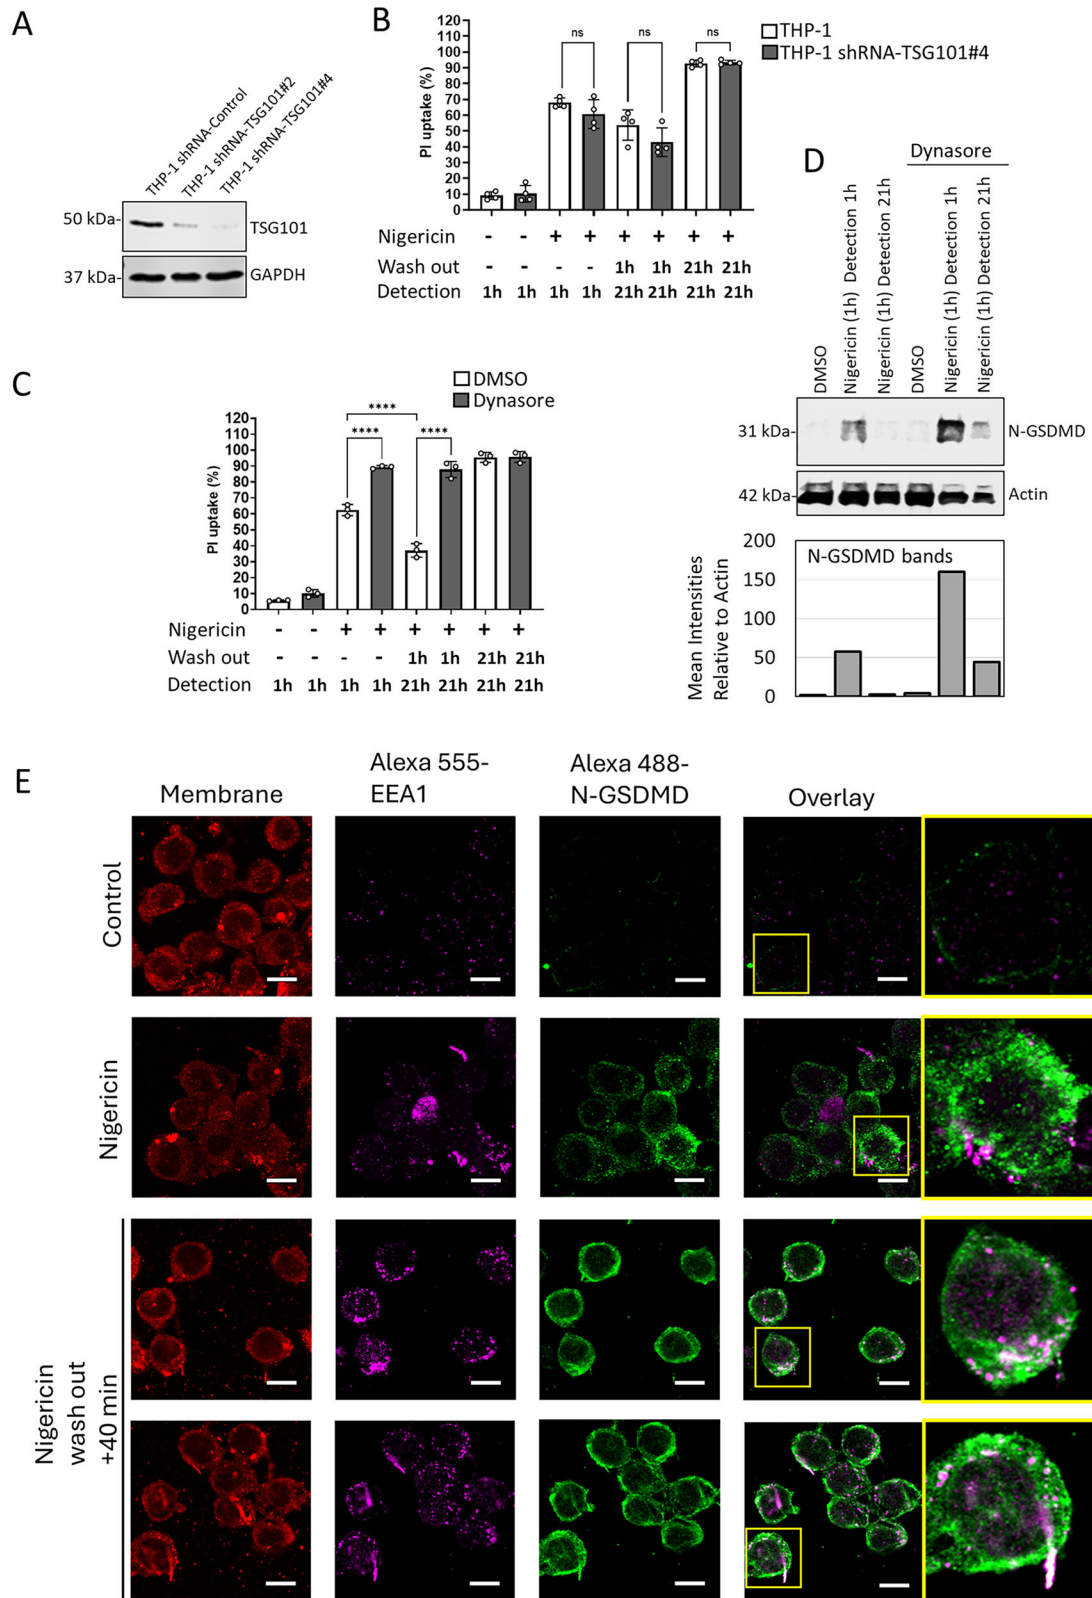 A
THP-1 shRNA-Control
THP-1 shRNA-TSG101#2
THP-1 shRNA-TSG101#4
50 kDa-
TSG101
37 kDa-
GAPDH
B
THP-1
THP-1 shRNA-TSG101#4
PI uptake (%)
120
110
100
90
80
70
60
50
40
30
20
10
0
ns
ns
ns
Nigericin - - + + + + + +
Wash out - - - - 1h 1h 21h 21h
Detection 1h 1h 1h 1h 21h 21h 21h 21h
C
DMSO
Dynasore
PI uptake (%)
120
110
100
90
80
70
60
50
40
30
20
10
0
****
****
****
Nigericin - - + + + + + +
Wash out - - - - 1h 1h 21h 21h
Detection 1h 1h 1h 1h 21h 21h 21h 21h
D
Dynasore
DMSO
Nigericin (1h) Detection 1h
Nigericin (1h) Detection 21h
DMSO
Nigericin (1h) Detection 1h
Nigericin (1h) Detection 21h
31 kDa-
N-GSDMD
42 kDa-
Actin
Mean Intensities
Relative to Actin
200
150
100
50
0
N-GSDMD bands
E
Membrane
Alexa 555-
EEA1
Alexa 488-
N-GSDMD
Overlay
Control
Nigericin
Nigericin
wash out
+40 min